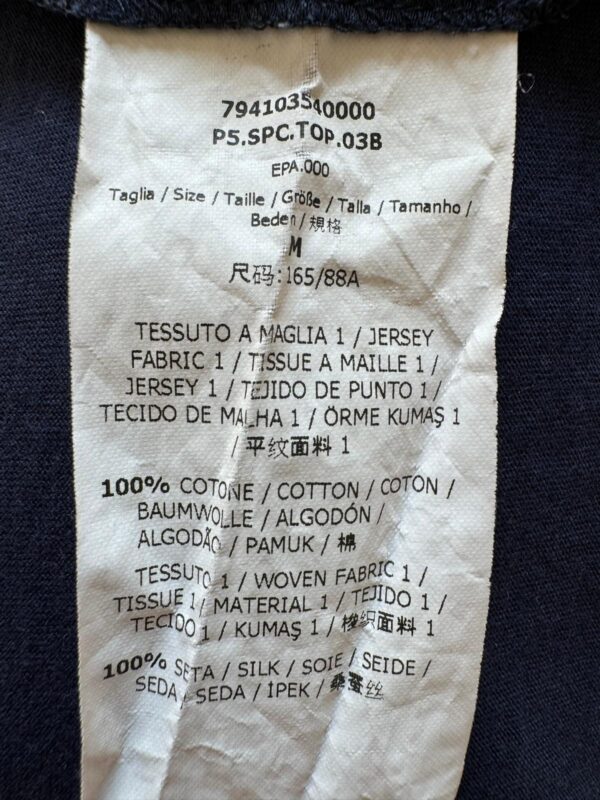 794103540000
P5.SPC.TOP.03B
EPA.000
Taglia / Size / Taille / Größe / Talla / Tamanho /
Beden / 规格
M
尺码:165/88A
TESSUTO A MAGLIA 1 / JERSEY
FABRIC 1 / TISSUE A MAILLE 1 /
JERSEY 1 / TEJIDO DE PUNTO 1 /
TECIDO DE MALHA 1 / ÖRME KUMAŞ 1
/ 平纹面料 1
100% COTONE / COTTON / COTON /
BAUMWOLLE / ALGODÓN /
ALGODÃO / PAMUK / 棉
TESSUTO 1 / WOVEN FABRIC 1 /
TISSUE 1 / MATERIAL 1 / TEJIDO 1 /
TECIDO 1 / KUMAŞ 1 / 梭织面料 1
100% SETA / SILK / SOIE / SEIDE /
SEDA / SEDA / İPEK / 桑蚕丝